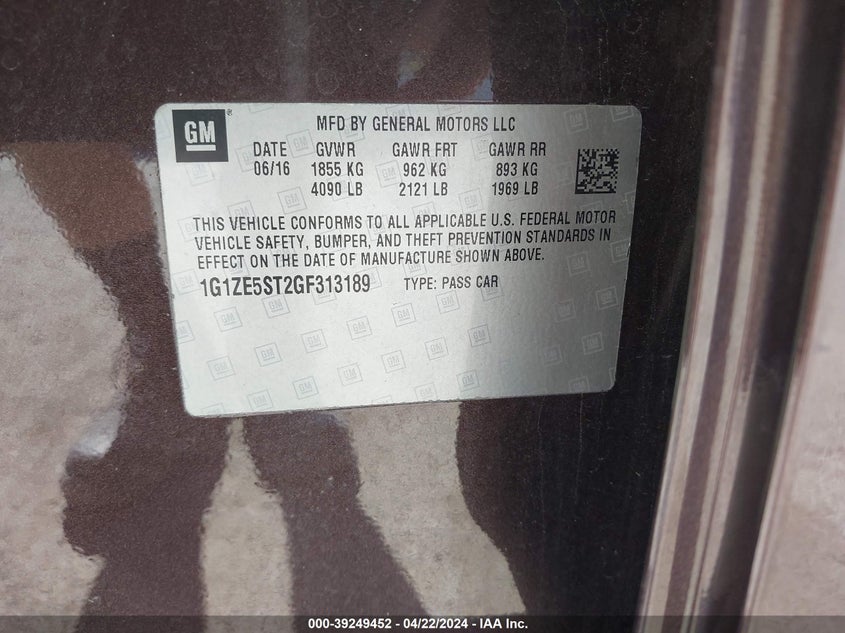 GM ® MFD BY GENERAL MOTORS LLC
DATE GVWR GAWR FRT GAWR RR
06/16 1855 KG 962 KG 893 KG
4090 LB 2121 LB 1969 LB
THIS VEHICLE CONFORMS TO ALL APPLICABLE U.S. FEDERAL MOTOR
VEHICLE SAFETY, BUMPER, AND THEFT PREVENTION STANDARDS IN
EFFECT ON THE DATE OF MANUFACTURE SHOWN ABOVE.
1G1ZE5ST2GF313189 TYPE: PASS CAR
000-39249452 - 04/22/2024 - IAA Inc.